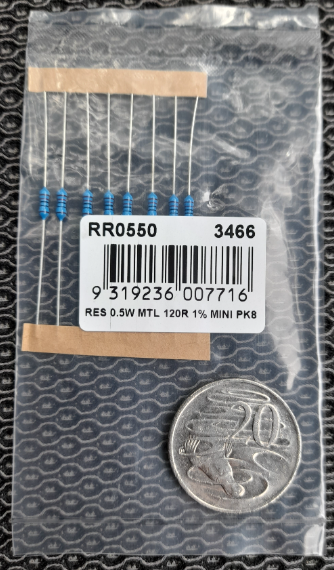 RR0550 3466
9 319236 007716
RES 0.5W MTL 120R 1% MINI PK8
20